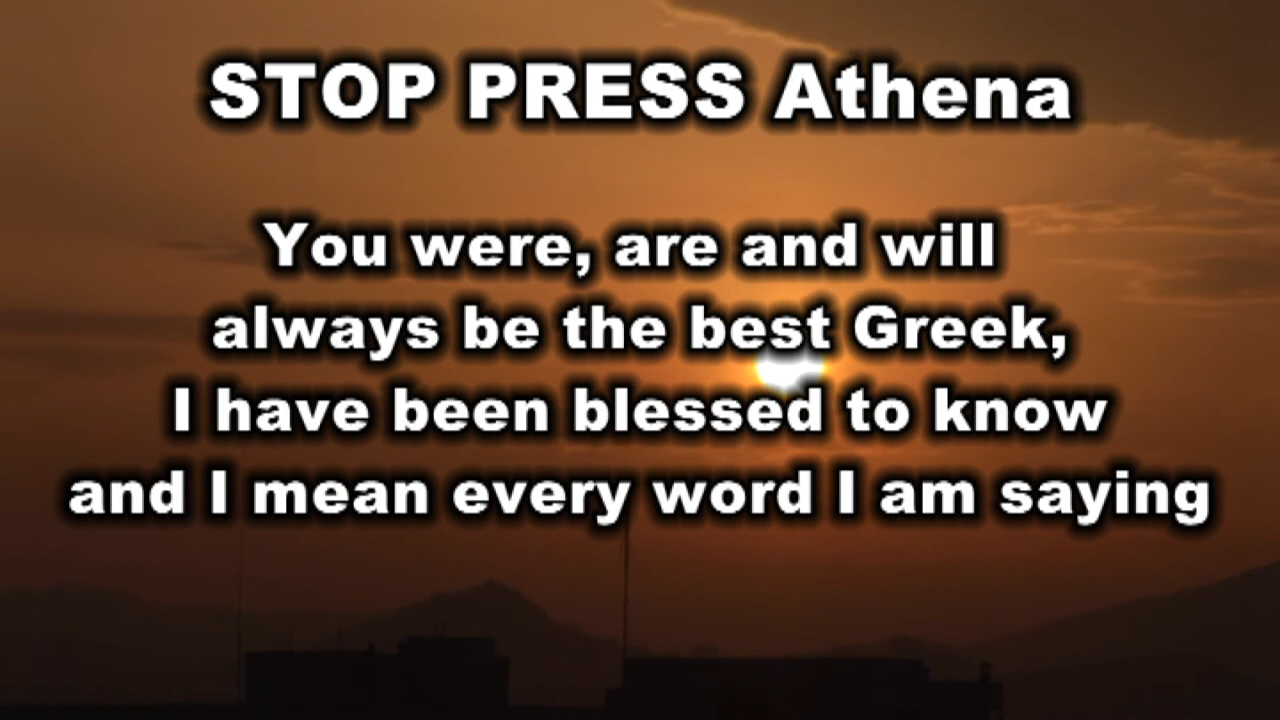 STOP PRESS Athena
You were, are and will
always be the best Greek,
I have been blessed to know
and I mean every word I am saying